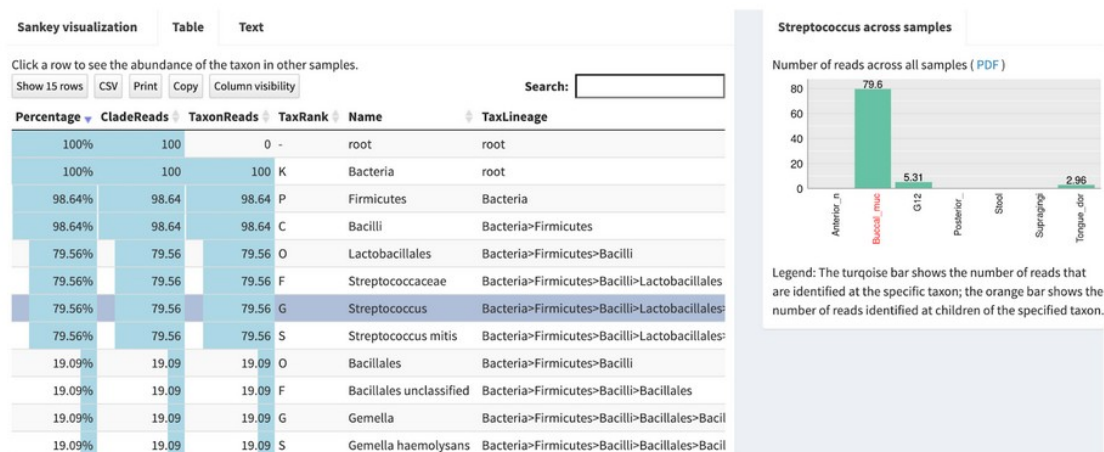 Sankey visualization Table Text
Click a row to see the abundance of the taxon in other samples.
Show 15 rows CSV Print Copy Column visibility Search:
Percentage CladeReads TaxonReads TaxRank Name TaxLineage
100% 100 0 - root root
100% 100 100 K Bacteria root
98.64% 98.64 98.64 P Firmicutes Bacteria
98.64% 98.64 98.64 C Bacilli Bacteria>Firmicutes
79.56% 79.56 79.56 O Lactobacillales Bacteria>Firmicutes>Bacilli
79.56% 79.56 79.56 F Streptococcaceae Bacteria>Firmicutes>Bacilli>Lactobacillales
79.56% 79.56 79.56 G Streptococcus Bacteria>Firmicutes>Bacilli>Lactobacillales>
79.56% 79.56 79.56 S Streptococcus mitis Bacteria>Firmicutes>Bacilli>Lactobacillales>
19.09% 19.09 19.09 O Bacillales Bacteria>Firmicutes>Bacilli
19.09% 19.09 19.09 F Bacillales unclassified Bacteria>Firmicutes>Bacilli>Bacillales
19.09% 19.09 19.09 G Gemella Bacteria>Firmicutes>Bacilli>Bacillales>Bacil
19.09% 19.09 19.09 S Gemella haemolysans Bacteria>Firmicutes>Bacilli>Bacillales>Bacil
Streptococcus across samples
Number of reads across all samples ( PDF )
80
60
40
20
0
79.6
5.31
2.96
Anterior_n
Buccal_muc
G12
Posterior_
Stool
Supragingi
Tongue_dor
Legend: The turqoise bar shows the number of reads that
are identified at the specific taxon; the orange bar shows the
number of reads identified at children of the specified taxon.